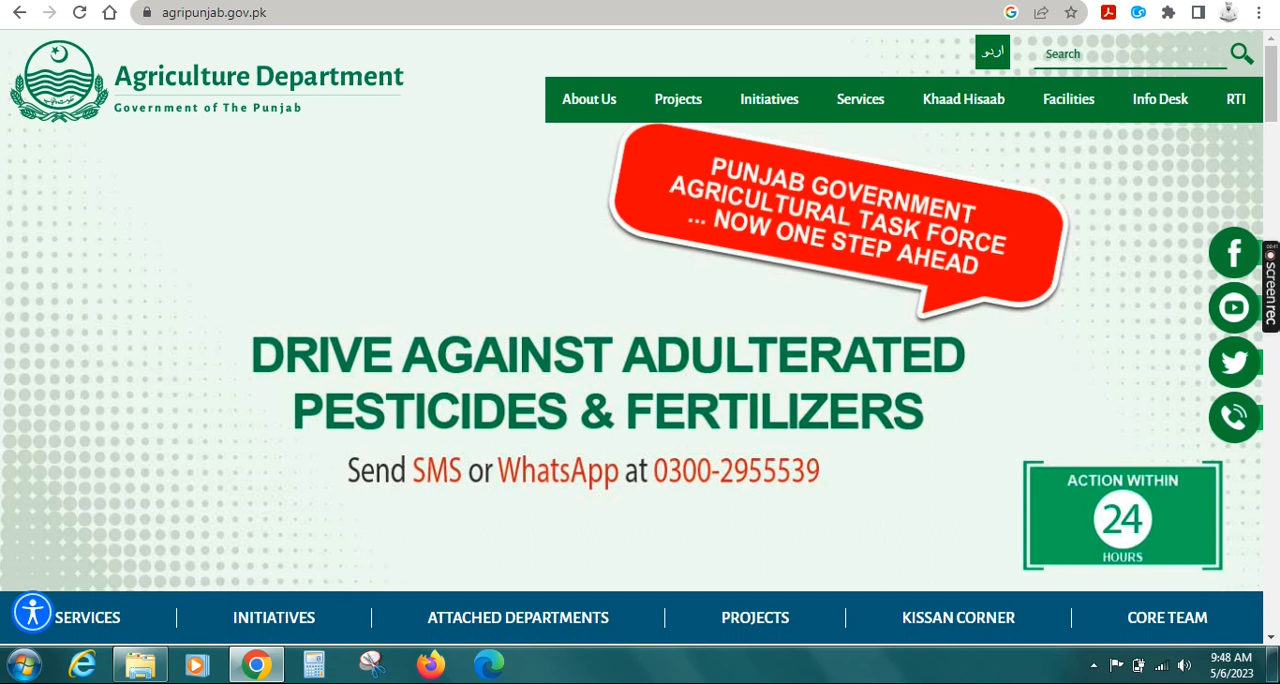 agripunjab.gov.pk
Agriculture Department
Government of The Punjab
اردو
Search
About Us
Projects
Initiatives
Services
Khaad Hisaab
Facilities
Info Desk
RTI
PUNJAB GOVERNMENT
AGRICULTURAL TASK FORCE
... NOW ONE STEP AHEAD
screenrec
DRIVE AGAINST ADULTERATED
PESTICIDES & FERTILIZERS
Send SMS or WhatsApp at 0300-2955539
ACTION WITHIN
24
HOURS
SERVICES
INITIATIVES
ATTACHED DEPARTMENTS
PROJECTS
KISSAN CORNER
CORE TEAM
9:48 AM
5/6/2023